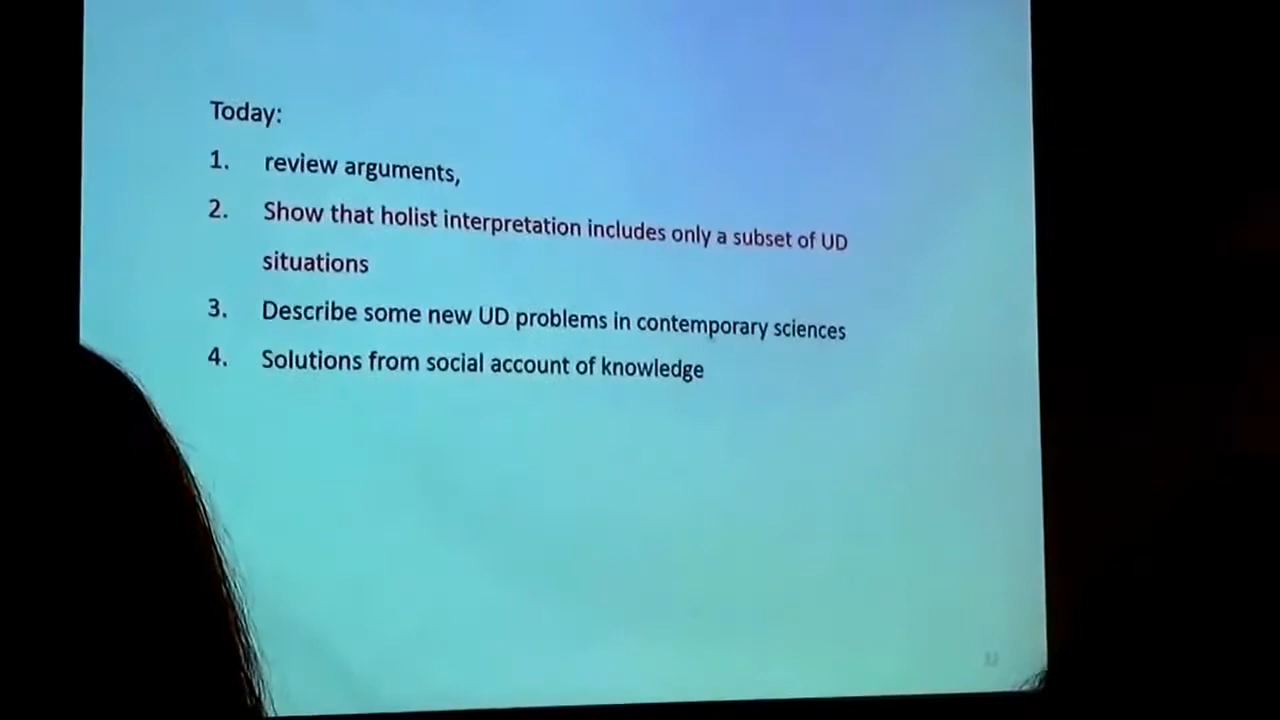 Today:
1. review arguments,
2. Show that holist interpretation includes only a subset of UD
situations
3. Describe some new UD problems in contemporary sciences
4. Solutions from social account of knowledge